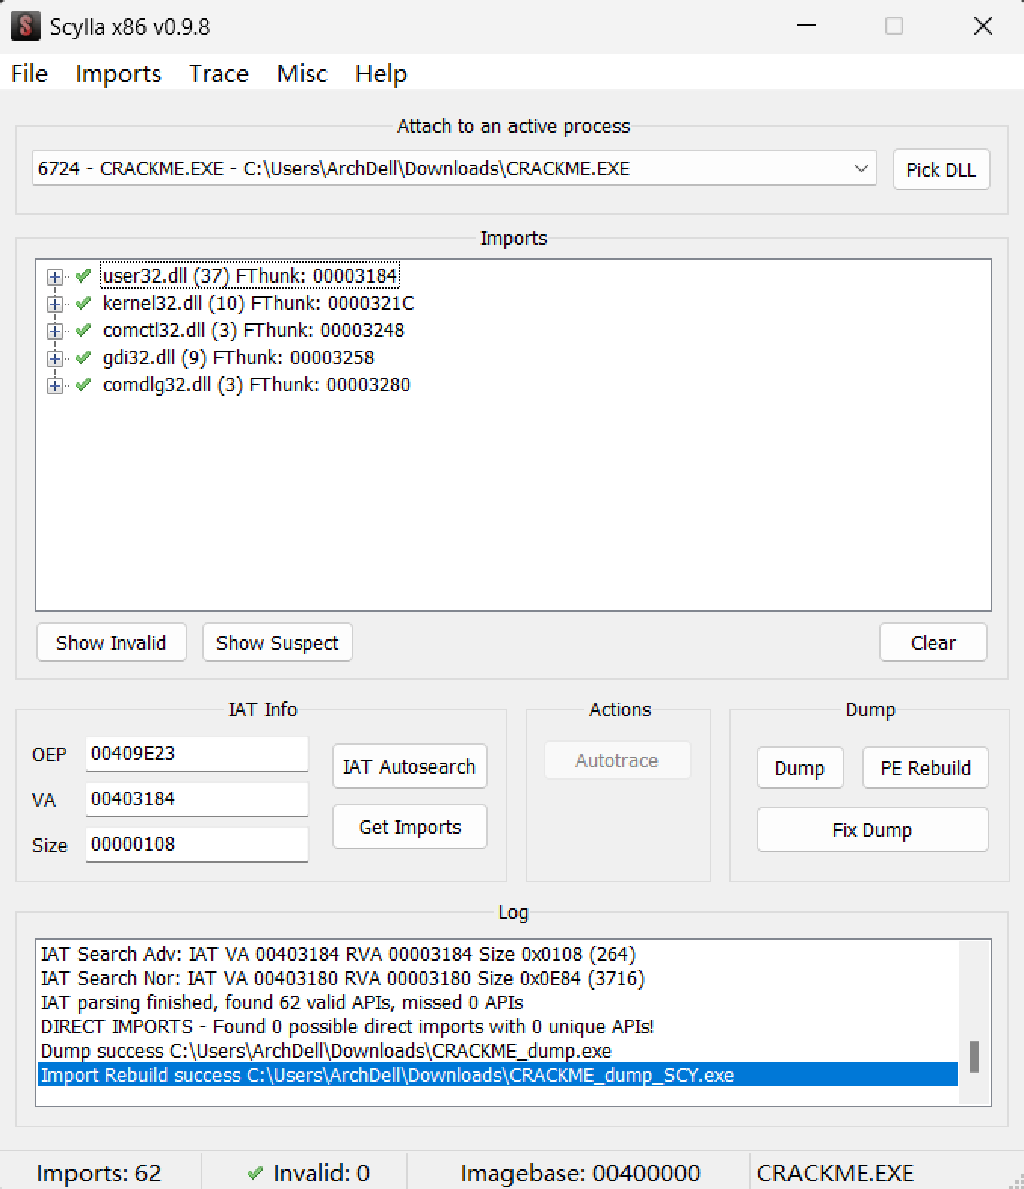 Scylla x86 v0.9.8
File Imports Trace Misc Help
Attach to an active process
6724 - CRACKME.EXE - C:\Users\ArchDell\Downloads\CRACKME.EXE
Pick DLL
Imports
user32.dll (37) FThunk: 00003184
kernel32.dll (10) FThunk: 0000321C
comctl32.dll (3) FThunk: 00003248
gdi32.dll (9) FThunk: 00003258
comdlg32.dll (3) FThunk: 00003280
Show Invalid Show Suspect Clear
IAT Info
OEP 00409E23
VA 00403184
Size 00000108
IAT Autosearch
Get Imports
Actions
Autotrace
Dump
Dump PE Rebuild
Fix Dump
Log
IAT Search Adv: IAT VA 00403184 RVA 00003184 Size 0x0108 (264)
IAT Search Nor: IAT VA 00403180 RVA 00003180 Size 0x0E84 (3716)
IAT parsing finished, found 62 valid APIs, missed 0 APIs
DIRECT IMPORTS - Found 0 possible direct imports with 0 unique APIs!
Dump success C:\Users\ArchDell\Downloads\CRACKME_dump.exe
Import Rebuild success C:\Users\ArchDell\Downloads\CRACKME_dump_SCY.exe
Imports: 62 Invalid: 0 Imagebase: 00400000 CRACKME.EXE